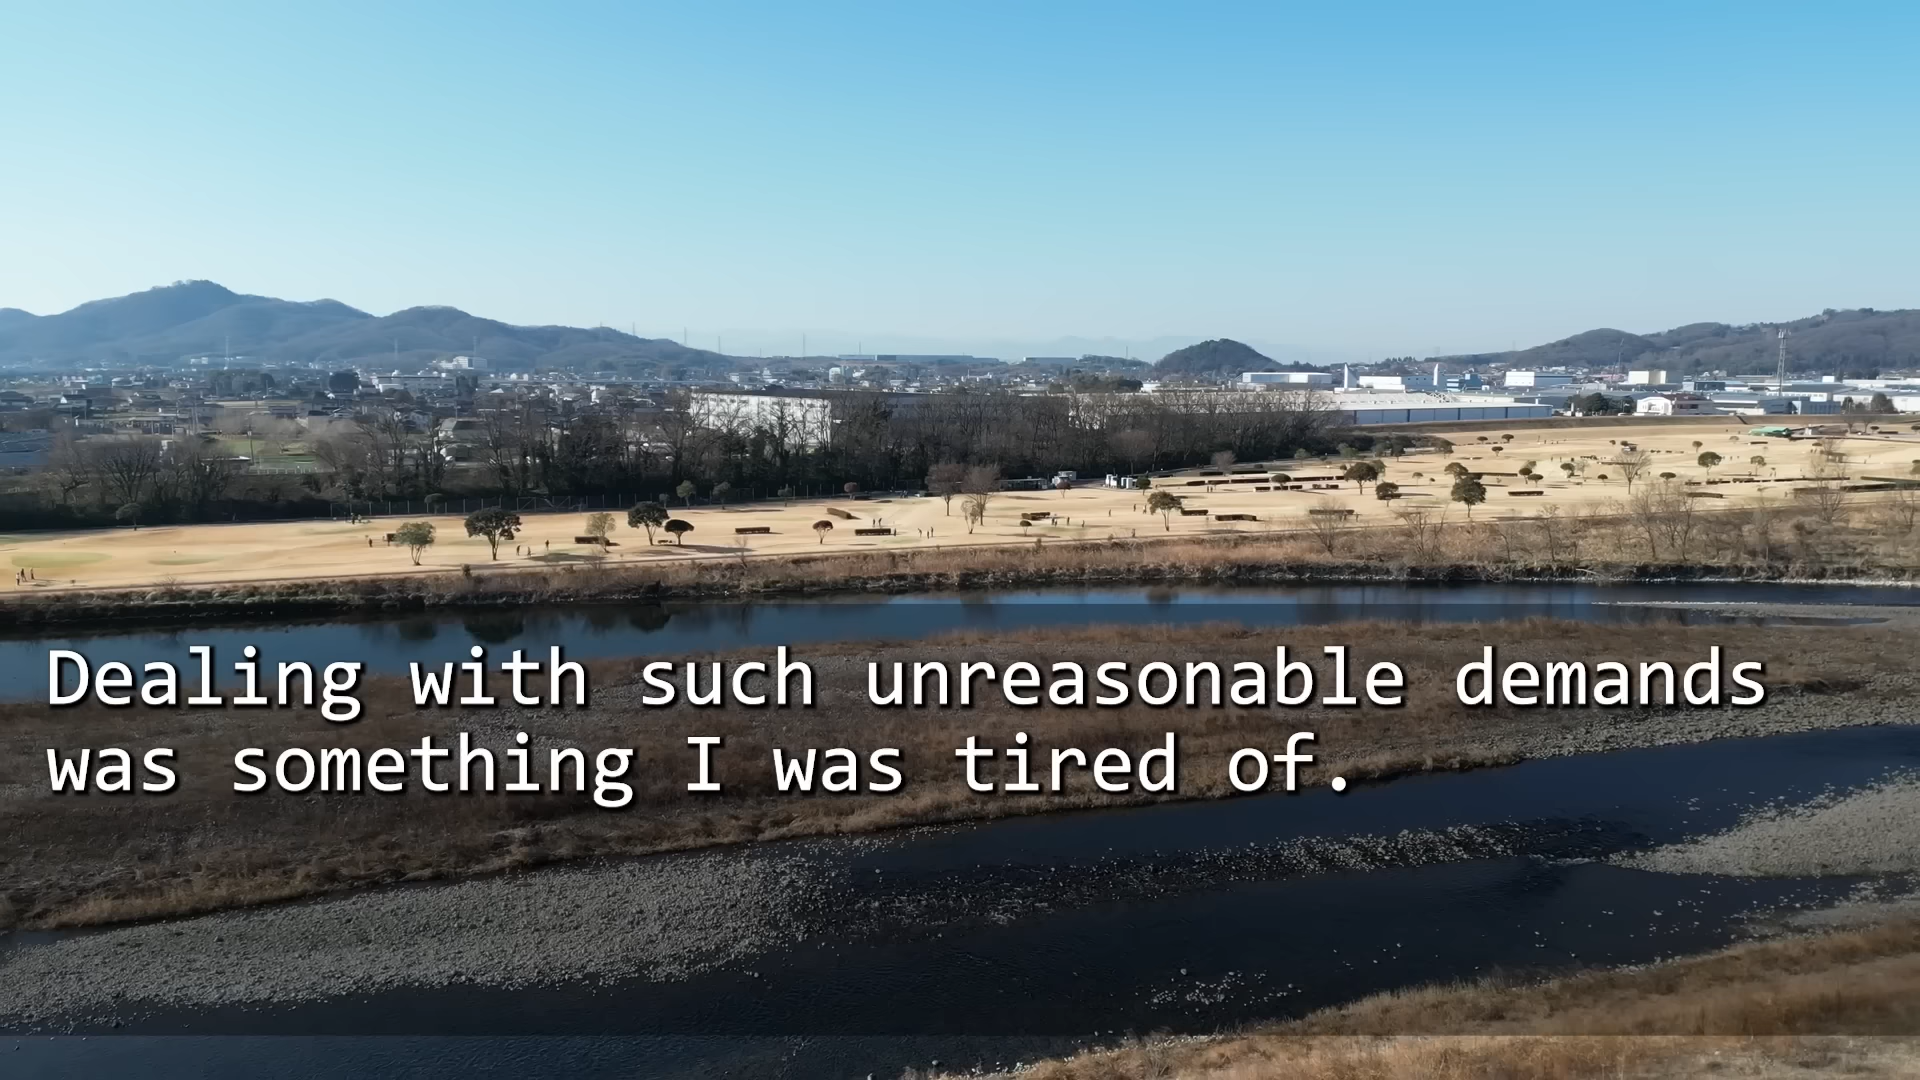 Dealing with such unreasonable demands
was something I was tired of.